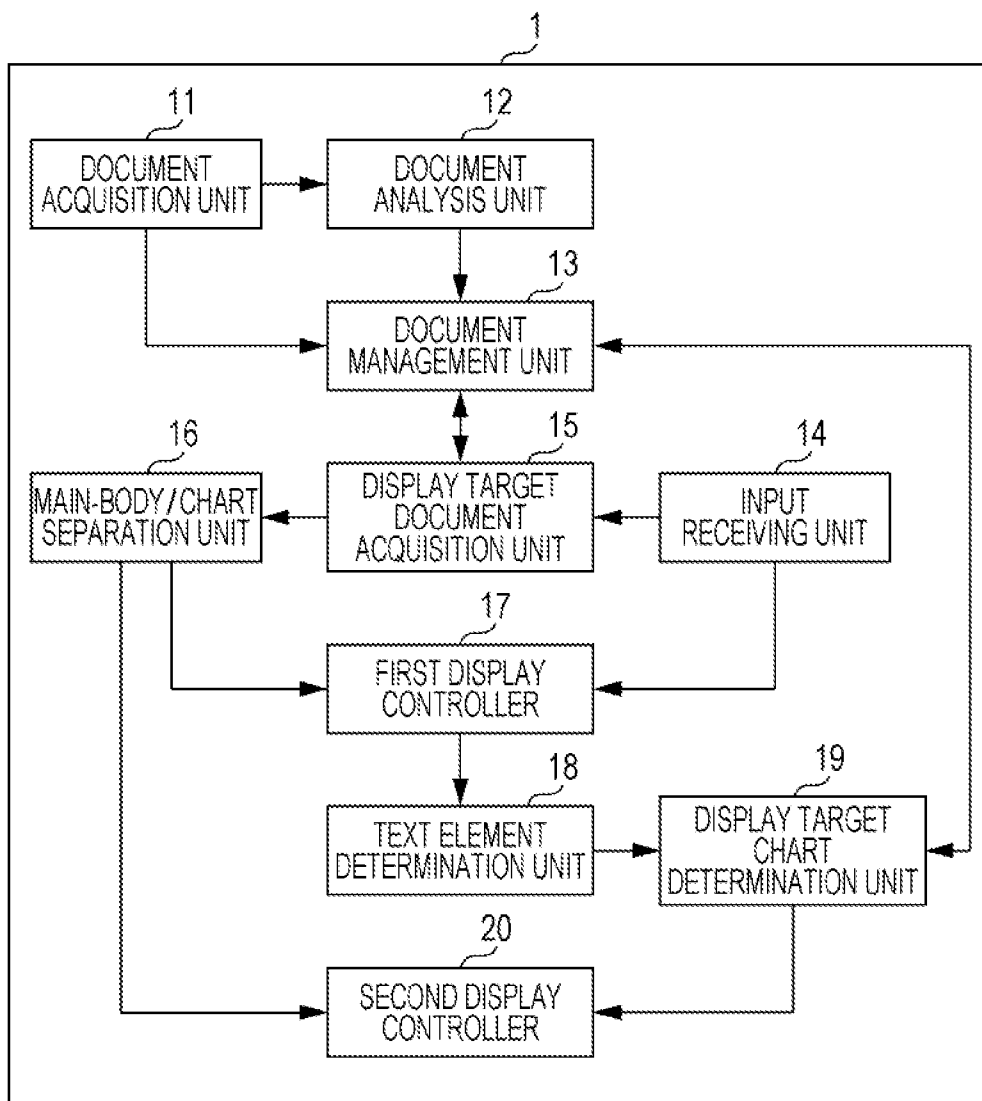 1
11
DOCUMENT
ACQUISITION UNIT
12
DOCUMENT
ANALYSIS UNIT
13
DOCUMENT
MANAGEMENT UNIT
16
MAIN-BODY/CHART
SEPARATION UNIT
15
DISPLAY TARGET
DOCUMENT
ACQUISITION UNIT
14
INPUT
RECEIVING UNIT
17
FIRST DISPLAY
CONTROLLER
18
TEXT ELEMENT
DETERMINATION UNIT
19
DISPLAY TARGET
CHART
DETERMINATION UNIT
20
SECOND DISPLAY
CONTROLLER